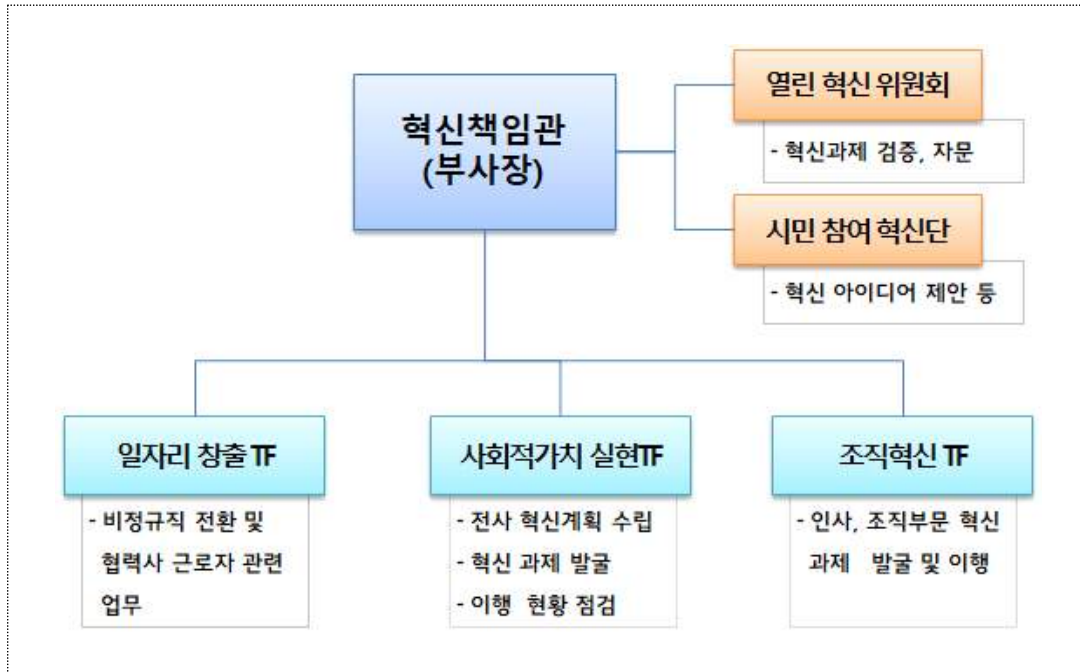 혁신책임관
(부사장)
열린 혁신 위원회
- 혁신과제 검증, 자문
시민 참여 혁신단
- 혁신 아이디어 제안 등
일자리 창출 TF
- 비정규직 전환 및
협력사 근로자 관련
업무
사회적가치 실현TF
- 전사 혁신계획 수립
- 혁신 과제 발굴
- 이행 현황 점검
조직혁신 TF
- 인사, 조직부문 혁신
과제 발굴 및 이행